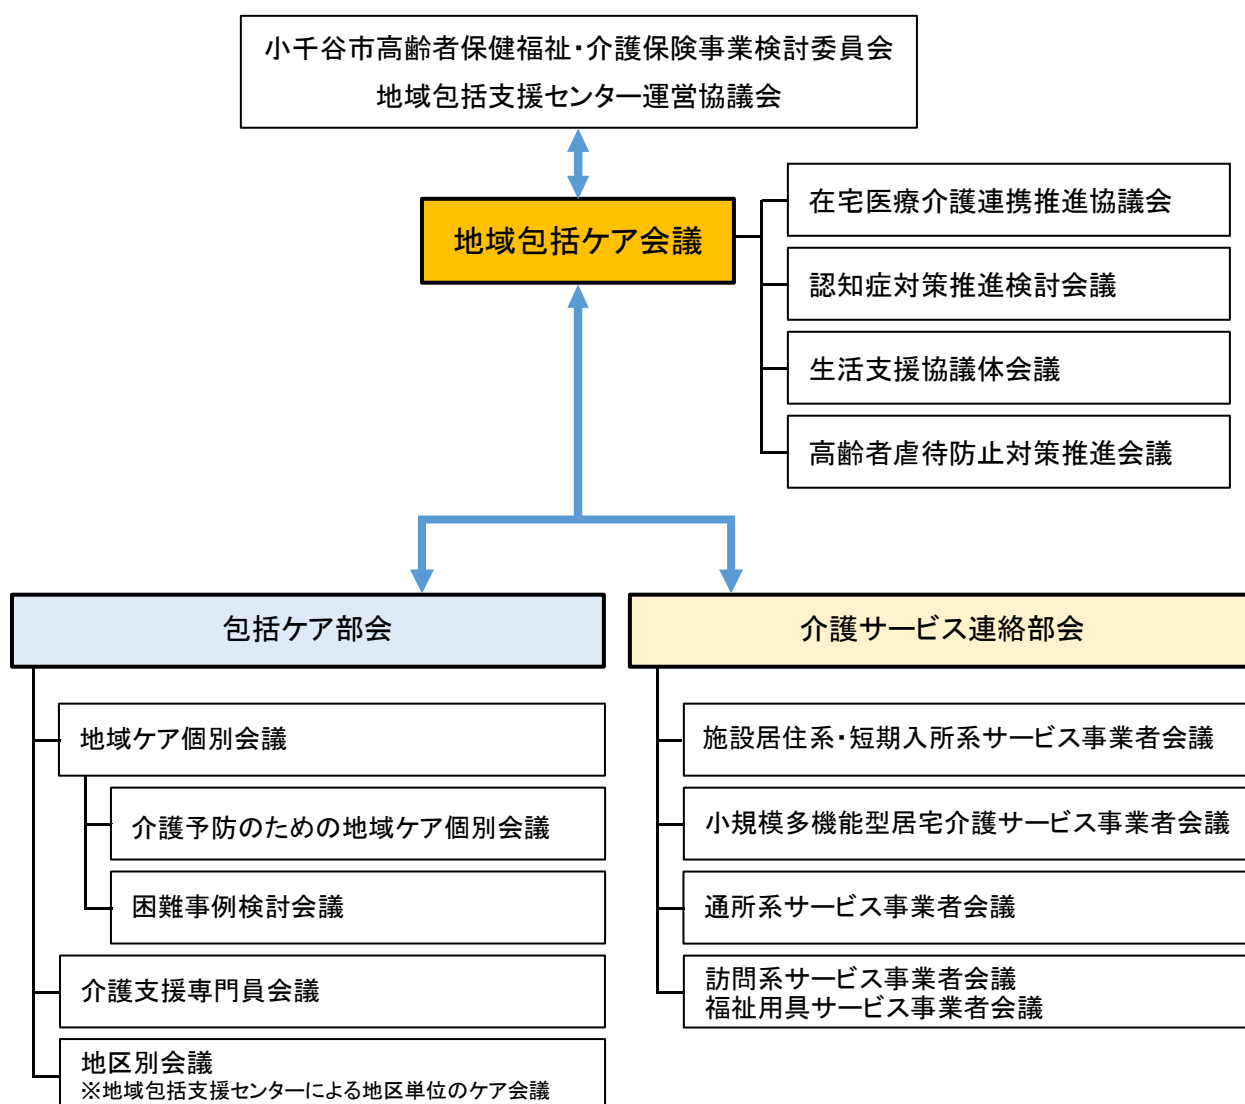 小千谷市高齢者保健福祉・介護保険事業検討委員会
地域包括支援センター運営協議会
地域包括ケア会議
在宅医療介護連携推進協議会
認知症対策推進検討会議
生活支援協議体会議
高齢者虐待防止対策推進会議
包括ケア部会
地域ケア個別会議
介護予防のための地域ケア個別会議
困難事例検討会議
介護支援専門員会議
地区別会議
※地域包括支援センターによる地区単位のケア会議
介護サービス連絡部会
施設居住系・短期入所系サービス事業者会議
小規模多機能型居宅介護サービス事業者会議
通所系サービス事業者会議
訪問系サービス事業者会議
福祉用具サービス事業者会議